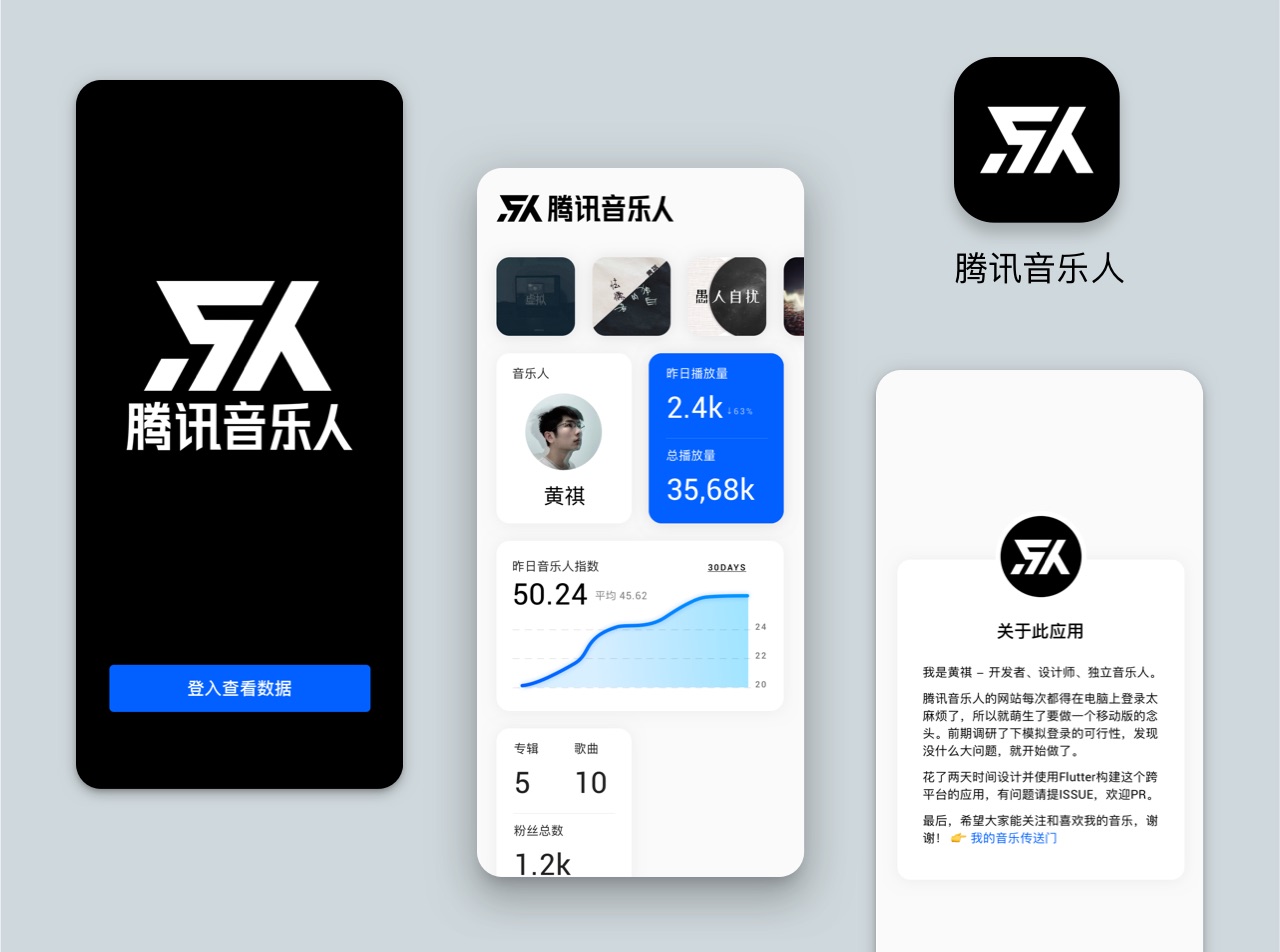 腾讯音乐人
登入查看数据
腾讯音乐人
虚拟
愚人自扰
音乐人
黄祺
昨日播放量
2.4k ↓63%
总播放量
35,68k
昨日音乐人指数
30DAYS
50.24 平均 45.62
24
22
20
专辑 歌曲
5 10
粉丝总数
1.2k
腾讯音乐人
关于此应用
我是黄祺 – 开发者、设计师、独立音乐人。
腾讯音乐人的网站每次都得在电脑上登录太
麻烦了，所以就萌生了要做一个移动版的念
头。前期调研了下模拟登录的可行性，发现
没什么大问题，就开始做了。
花了两天时间设计并使用Flutter构建这个跨
平台的应用，有问题请提ISSUE，欢迎PR。
最后，希望大家能关注和喜欢我的音乐，谢
谢！ 👉 我的音乐传送门